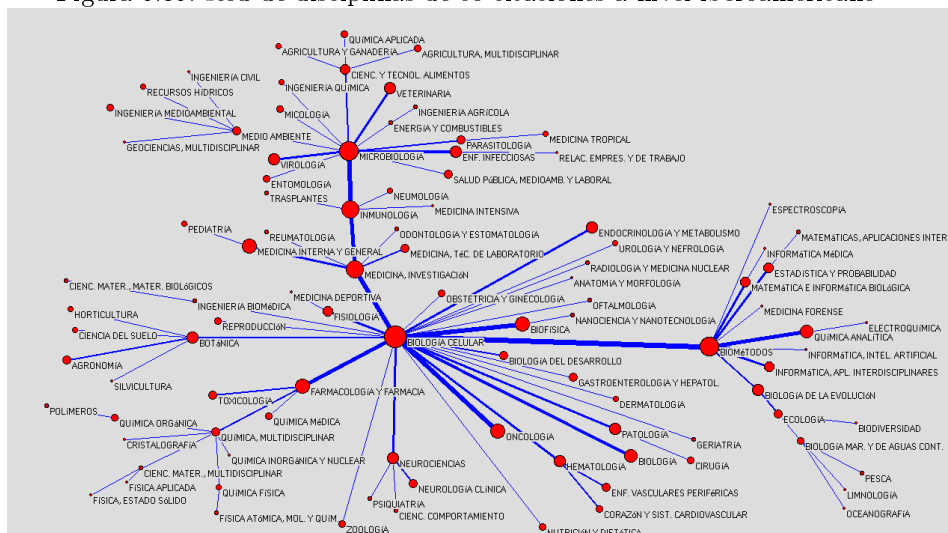 QUíMICA APLICADA
AGRICULTURA Y GANADERíA
AGRICULTURA, MULTIDISCIPLINAR
INGENIERíA CIVIL
CIENC. Y TECNOL. ALIMENTOS
RECURSOS HíDRICOS
INGENIERíA QUíMICA
VETERINARIA
INGENIERíA MEDIOAMBIENTAL
MICOLOGíA
INGENIERíA AGRíCOLA
ENERGíA Y COMBUSTIBLES
MEDIO AMBIENTE
MEDICINA TROPICAL
PARASITOLOGíA
GEOCIENCIAS, MULTIDISCIPLINAR
MICROBIOLOGíA
ENF. INFECCIOSAS
RELAC. EMPRES. Y DE TRABAJO
VIROLOGíA
SALUD PúBLICA, MEDIOAMB. Y LABORAL
ENTOMOLOGíA
TRASPLANTES
NEUMOLOGíA
INMUNOLOGíA
MEDICINA INTENSIVA
ESPECTROSCOPíA
PEDIATRíA
REUMATOLOGíA
ODONTOLOGíA Y ESTOMATOLOGíA
ENDOCRINOLOGíA Y METABOLISMO
MATEMáTICAS, APLICACIONES INTER
UROLOGíA Y NEFROLOGíA
MEDICINA INTERNA Y GENERAL
MEDICINA, TéC. DE LABORATORIO
INFORMáTICA MéDICA
MEDICINA, INVESTIGACIóN
RADIOLOGíA Y MEDICINA NUCLEAR
ESTADíSTICA Y PROBABILIDAD
CIENC. MATER., MATER. BIOLóGICOS
ANATOMíA Y MORFOLOGíA
MATEMáTICA E INFORMáTICA BIOLóGICA
MEDICINA DEPORTIVA
OBSTETRICIA Y GINECOLOGíA
INGENIERíA BIOMéDICA
OFTALMOLOGíA
MEDICINA FORENSE
HORTICULTURA
FISIOLOGíA
NANOCIENCIA Y NANOTECNOLOGíA
REPRODUCCIóN
BIOFíSICA
ELECTROQUíMICA
CIENCIA DEL SUELO
QUíMICA ANALíTICA
BOTáNICA
BIOLOGíA CELULAR
BIOMéTODOS
INFORMáTICA, INTEL. ARTIFICIAL
AGRONOMíA
BIOLOGíA DEL DESARROLLO
INFORMáTICA, APL. INTERDISCIPLINARES
SILVICULTURA
GASTROENTEROLOGíA Y HEPATOL.
FARMACOLOGíA Y FARMACIA
BIOLOGíA DE LA EVOLUCIóN
TOXICOLOGíA
DERMATOLOGíA
POLíMEROS
ECOLOGíA
QUíMICA ORGáNICA
QUíMICA MéDICA
BIODIVERSIDAD
ONCOLOGíA
PATOLOGíA
CRISTALOGRAFíA
QUíMICA, MULTIDISCIPLINAR
GERIATRíA
BIOLOGíA MAR. Y DE AGUAS CONT.
QUíMICA INORGáNICA Y NUCLEAR
NEUROCIENCIAS
HEMATOLOGíA
BIOLOGíA
CIRUGíA
CIENC. MATER., MULTIDISCIPLINAR
PESCA
FíSICA APLICADA
QUíMICA FíSICA
NEUROLOGíA CLíNICA
ENF. VASCULARES PERIFéRICAS
LIMNOLOGíA
FíSICA, ESTADO SóLIDO
PSIQUIATRíA
OCEANOGRAFíA
FíSICA ATóMICA, MOL. Y QUíM.
CIENC. COMPORTAMIENTO
CORAZóN Y SIST. CARDIOVASCULAR
ZOOLOGíA